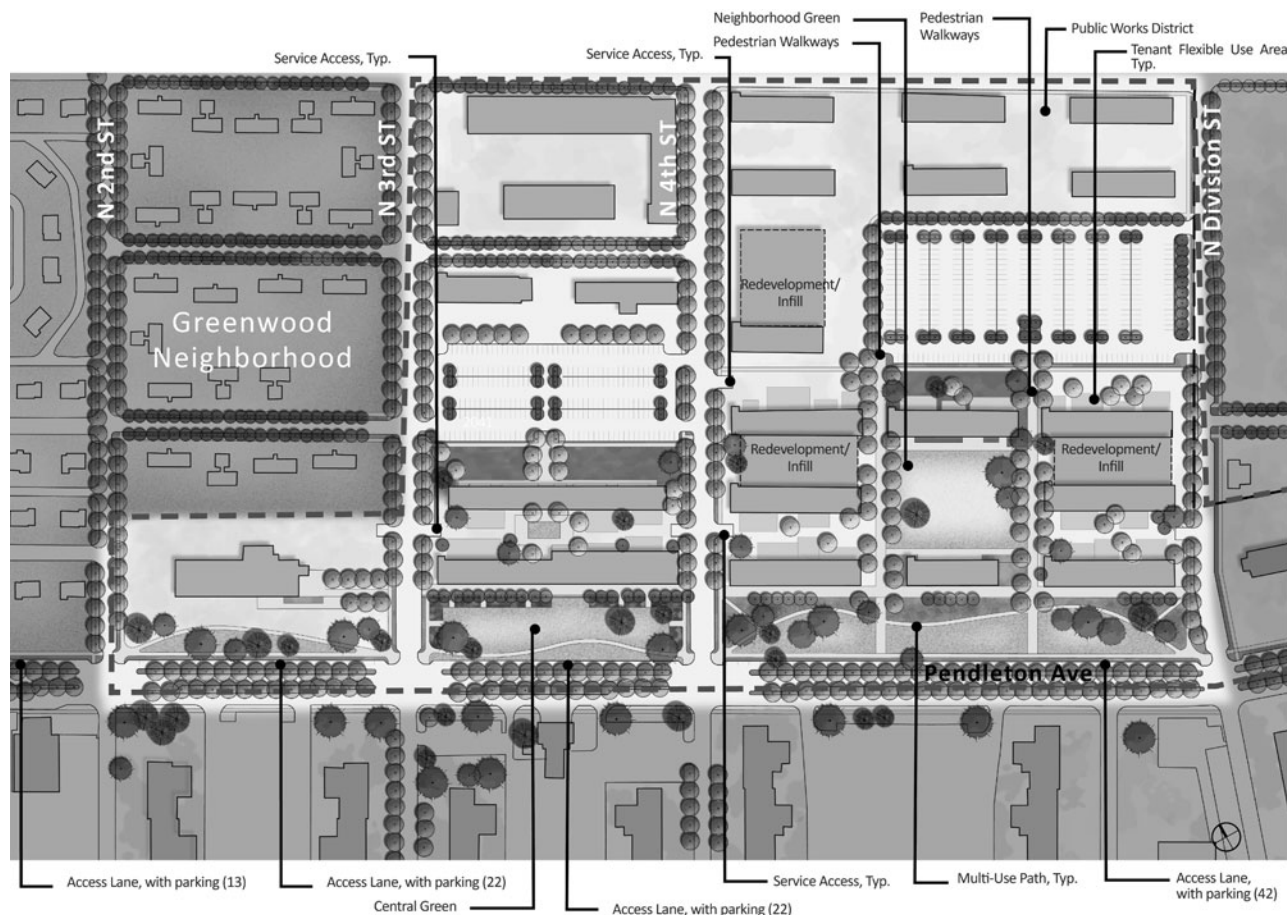 Neighborhood Green
Pedestrian
Walkways
Pedestrian Walkways
Public Works District
Service Access, Typ.
Service Access, Typ.
Tenant Flexible Use Area
Typ.
N 2nd ST
N 3rd ST
N 4th ST
N Division ST
Redevelopment/
Infill
Greenwood
Neighborhood
Redevelopment/
Infill
Redevelopment/
Infill
Pendleton Ave
Access Lane, with parking (13)
Access Lane, with parking (22)
Central Green
Access Lane, with parking (22)
Service Access, Typ.
Multi-Use Path, Typ.
Access Lane,
with parking (42)